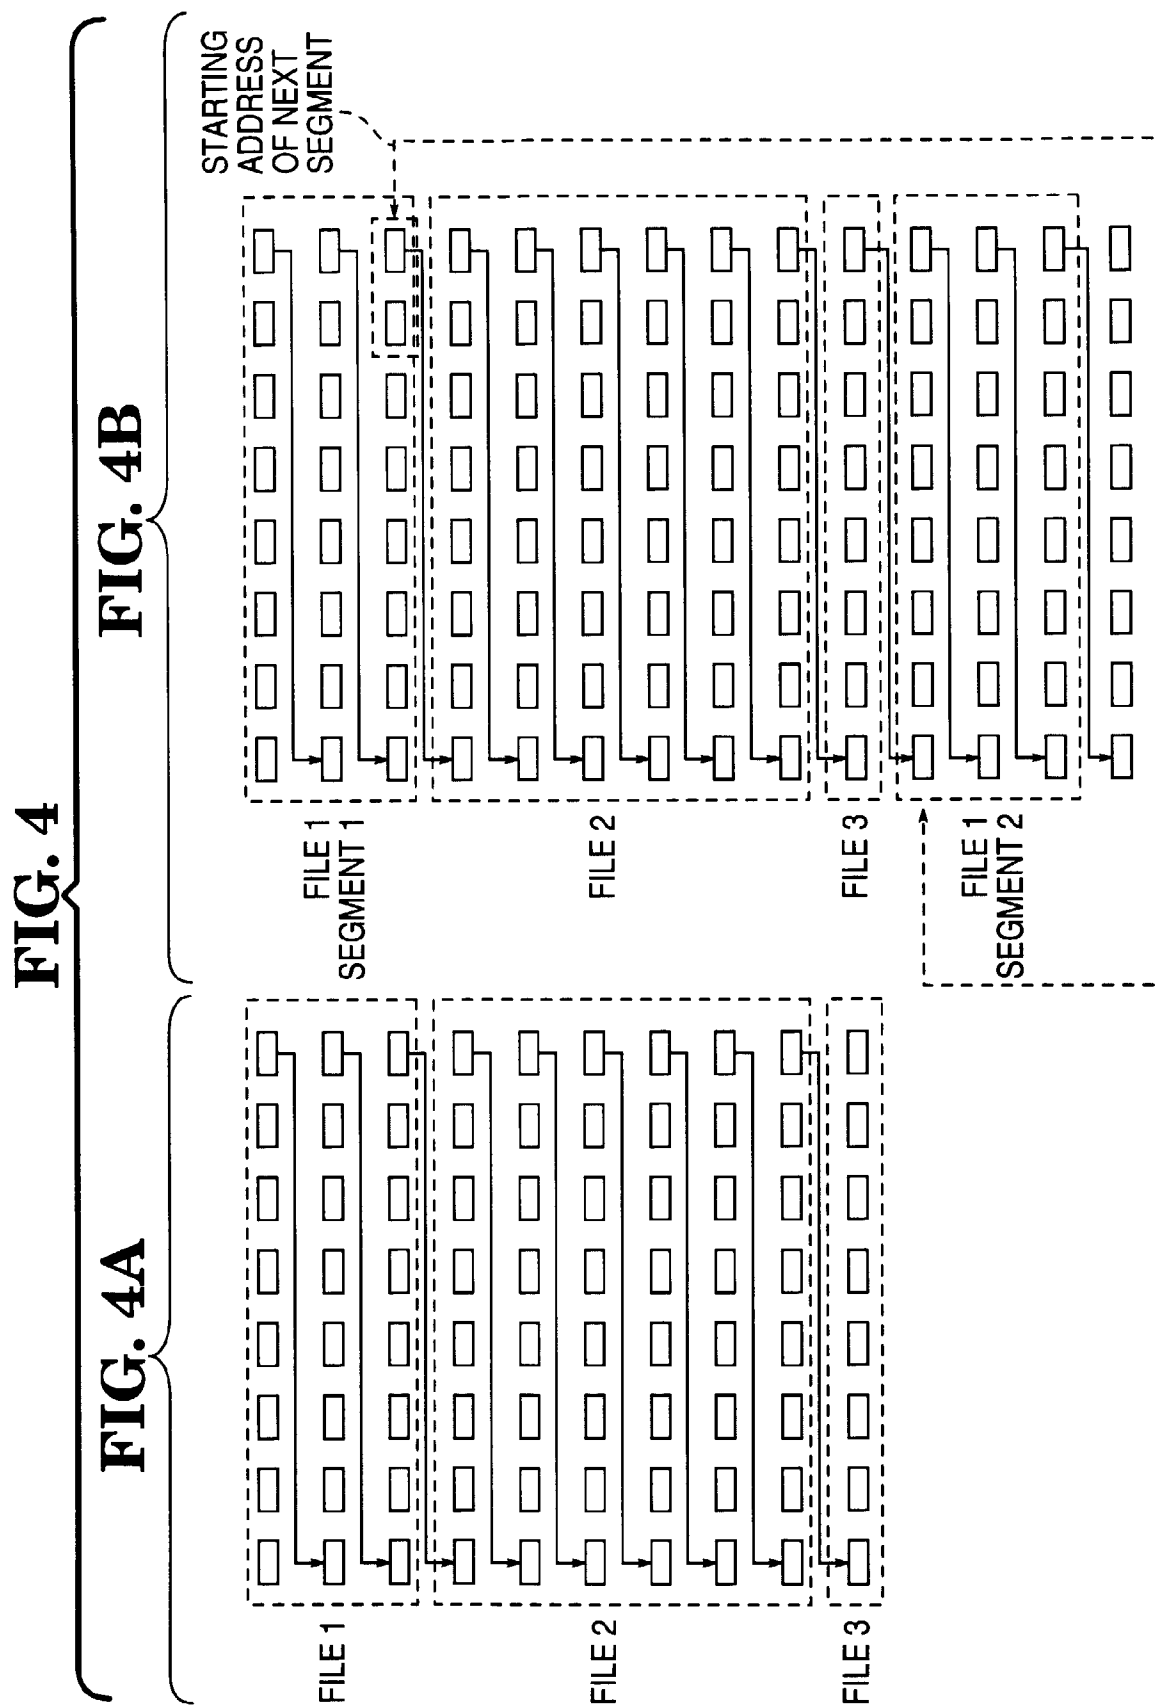 FIG. 4
FIG. 4A
FILE 1
FILE 2
FILE 3
FIG. 4B
FILE 1
SEGMENT 1
FILE 2
FILE 3
FILE 1
SEGMENT 2
STARTING
ADDRESS
OF NEXT
SEGMENT